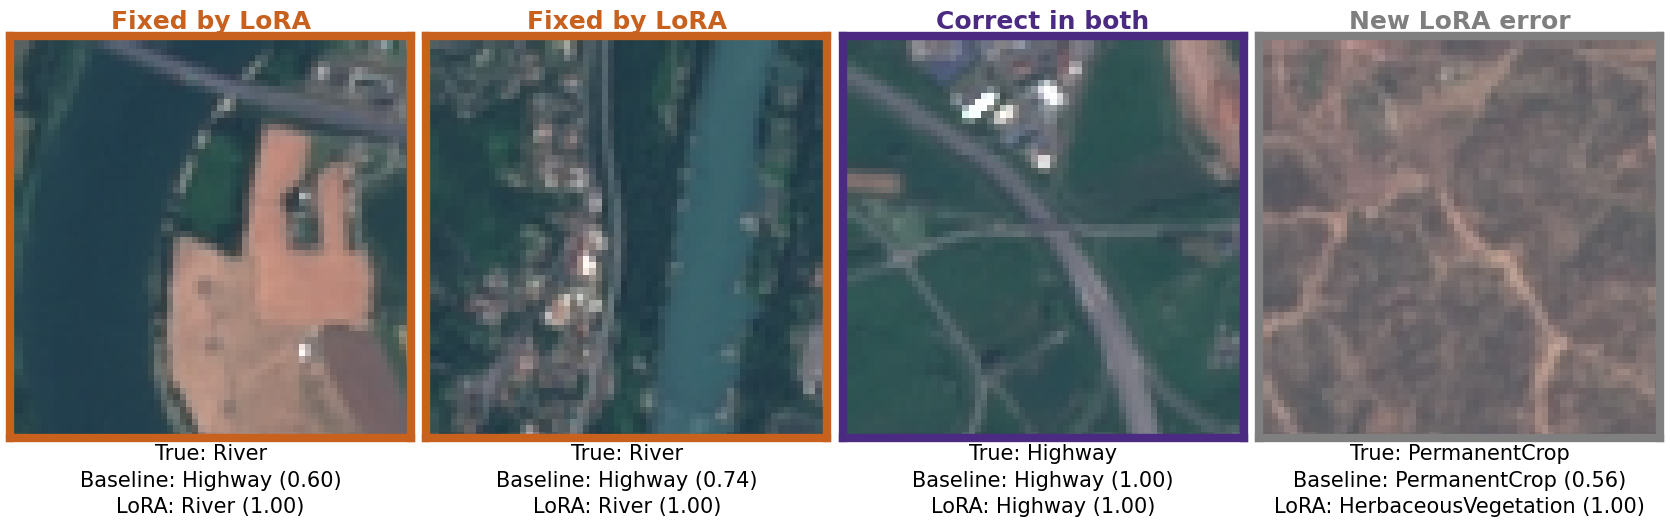 Fixed by LoRA
True: River
Baseline: Highway (0.60)
LoRA: River (1.00)
Fixed by LoRA
True: River
Baseline: Highway (0.74)
LoRA: River (1.00)
Correct in both
True: Highway
Baseline: Highway (1.00)
LoRA: Highway (1.00)
New LoRA error
True: PermanentCrop
Baseline: PermanentCrop (0.56)
LoRA: HerbaceousVegetation (1.00)